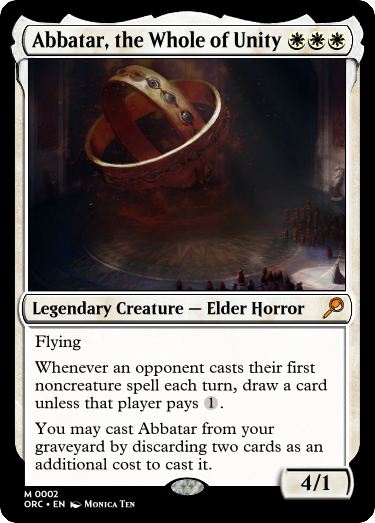 Abbatar, the Whole of Unity
Legendary Creature — Elder Horror
Flying
Whenever an opponent casts their first
noncreature spell each turn, draw a card
unless that player pays 1.
You may cast Abbatar from your
graveyard by discarding two cards as an
additional cost to cast it.
4/1
M 0002
ORC • EN Monica Ten